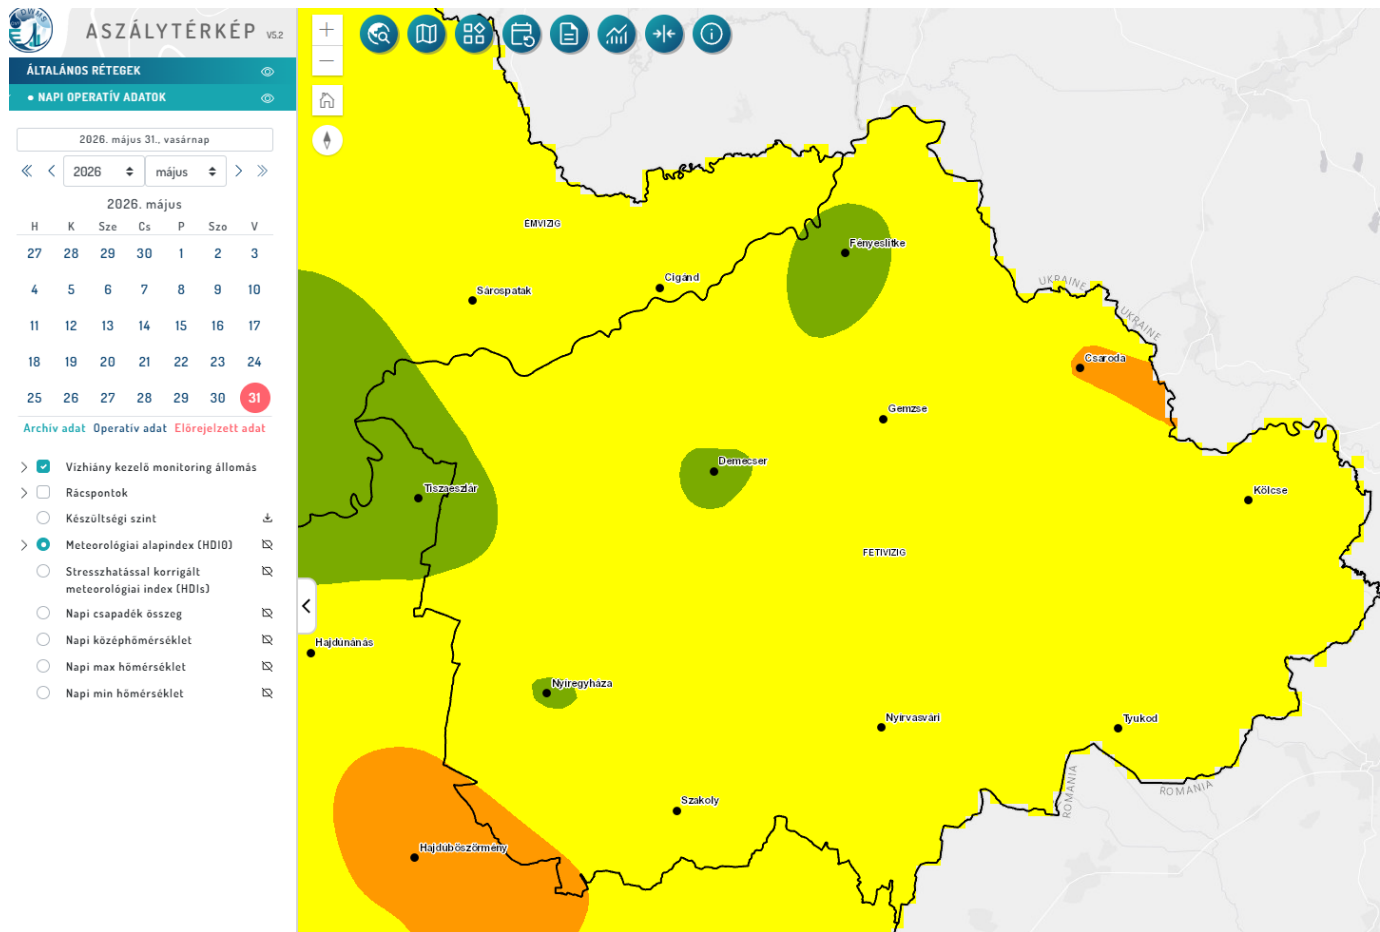 DWMS
ASZÁLYTÉRKÉP V5.2
ÁLTALÁNOS RÉTEGEK
• NAPI OPERATÍV ADATOK
2026. május 31., vasárnap
2026 május
2026. május
H K Sze Cs P Szo V
27 28 29 30 1 2 3
4 5 6 7 8 9 10
11 12 13 14 15 16 17
18 19 20 21 22 23 24
25 26 27 28 29 30 31
Archív adat Operatív adat Előrejelzett adat
Vízhiány kezelő monitoring állomás
Rácspontok
Készültségi szint
Meteorológiai alapindex (HDI0)
Stresszhatással korrigált
meteorológiai index (HDIs)
Napi csapadék összeg
Napi középhőmérséklet
Napi max hőmérséklet
Napi min hőmérséklet
EMVIZIG
Fényeslitke
Cigánd
Sárospatak
UKRAINE
UKRAINE
Csaroda
Gemzse
Demecser
Tiszaeszlár
Kölcse
FETIVIZIG
Hajdúnánás
Nyíregyháza
Nyírvasvári
Tyukod
ROMANIA
ROMANIA
Szakoly
Hajdúböszörmény